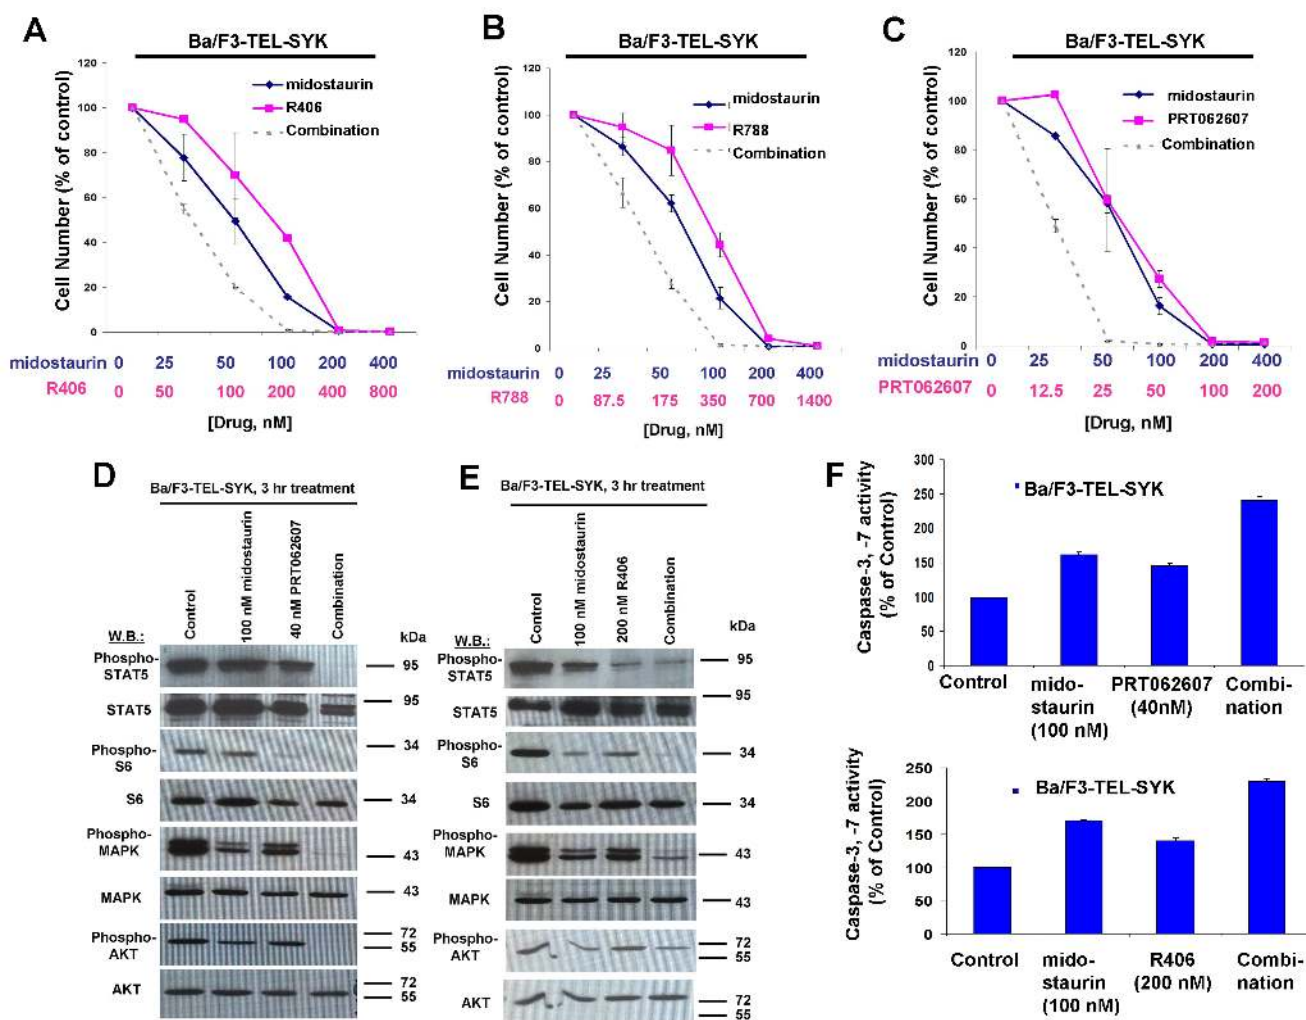 A
Ba/F3-TEL-SYK
Cell Number (% of control)
120
100
80
60
40
20
0
midostaurin
R406
Combination
midostaurin 0 25 50 100 200 400
R406 0 50 100 200 400 800
[Drug, nM]
B
Ba/F3-TEL-SYK
Cell Number (% of control)
120
100
80
60
40
20
0
midostaurin
R788
Combination
midostaurin 0 25 50 100 200 400
R788 0 87.5 175 350 700 1400
[Drug, nM]
C
Ba/F3-TEL-SYK
Cell Number (% of control)
120
100
80
60
40
20
0
midostaurin
PRT062607
Combination
midostaurin 0 25 50 100 200 400
PRT062607 0 12.5 25 50 100 200
[Drug, nM]
D
Ba/F3-TEL-SYK, 3 hr treatment
Control
100 nM midostaurin
40 nM PRT062607
Combination
W.B.:
kDa
Phospho-
STAT5
95
STAT5
95
Phospho-
S6
34
S6
34
Phospho-
MAPK
43
MAPK
43
Phospho-
AKT
72
55
AKT
72
55
E
Ba/F3-TEL-SYK, 3 hr treatment
Control
100 nM midostaurin
200 nM R406
Combination
W.B.:
kDa
Phospho-
STAT5
95
STAT5
95
Phospho-
S6
34
S6
34
Phospho-
MAPK
43
MAPK
43
Phospho-
AKT
72
55
AKT
72
55
F
Caspase-3, -7 activity
(% of Control)
300
250
200
150
100
50
0
Ba/F3-TEL-SYK
Control
mido-
staurin
(100 nM)
PRT062607
(40nM)
Combi-
nation
Caspase-3, -7 activity
(% of Control)
250
200
150
100
50
0
Ba/F3-TEL-SYK
Control
mido-
staurin
(100 nM)
R406
(200 nM)
Combi-
nation